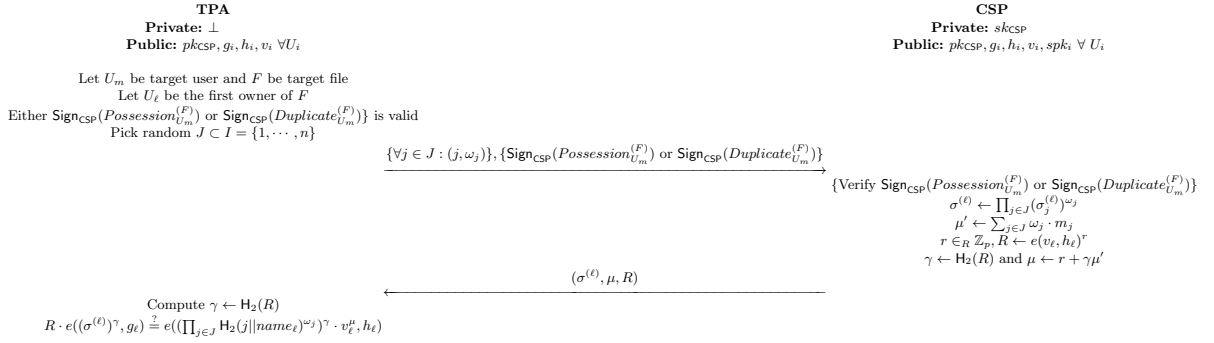 TPA
Private: ⊥
Public: pk_CSP, g_i, h_i, v_i ∀U_i
CSP
Private: sk_CSP
Public: pk_CSP, g_i, h_i, v_i, spk_i ∀ U_i
Let U_m be target user and F be target file
Let U_ℓ be the first owner of F
Either Sign_CSP(Possession_{U_m}^{(F)}) or Sign_CSP(Duplicate_{U_m}^{(F)})} is valid
Pick random J ⊂ I = {1, ⋯ , n}
{∀j ∈ J : (j, ω_j)}, {Sign_CSP(Possession_{U_m}^{(F)}) or Sign_CSP(Duplicate_{U_m}^{(F)})}
{Verify Sign_CSP(Possession_{U_m}^{(F)}) or Sign_CSP(Duplicate_{U_m}^{(F)})}
σ^{(ℓ)} ← ∏_{j∈J}(σ_j^{(ℓ)})^{ω_j}
μ′ ← ∑_{j∈J} ω_j · m_j
r ∈_R ℤ_p, R ← e(v_ℓ, h_ℓ)^r
γ ← H_2(R) and μ ← r + γμ′
(σ^{(ℓ)}, μ, R)
Compute γ ← H_2(R)
R · e((σ^{(ℓ)})^γ, g_ℓ) ≟ e((∏_{j∈J} H_2(j||name_ℓ)^{ω_j})^γ · v_ℓ^μ, h_ℓ)